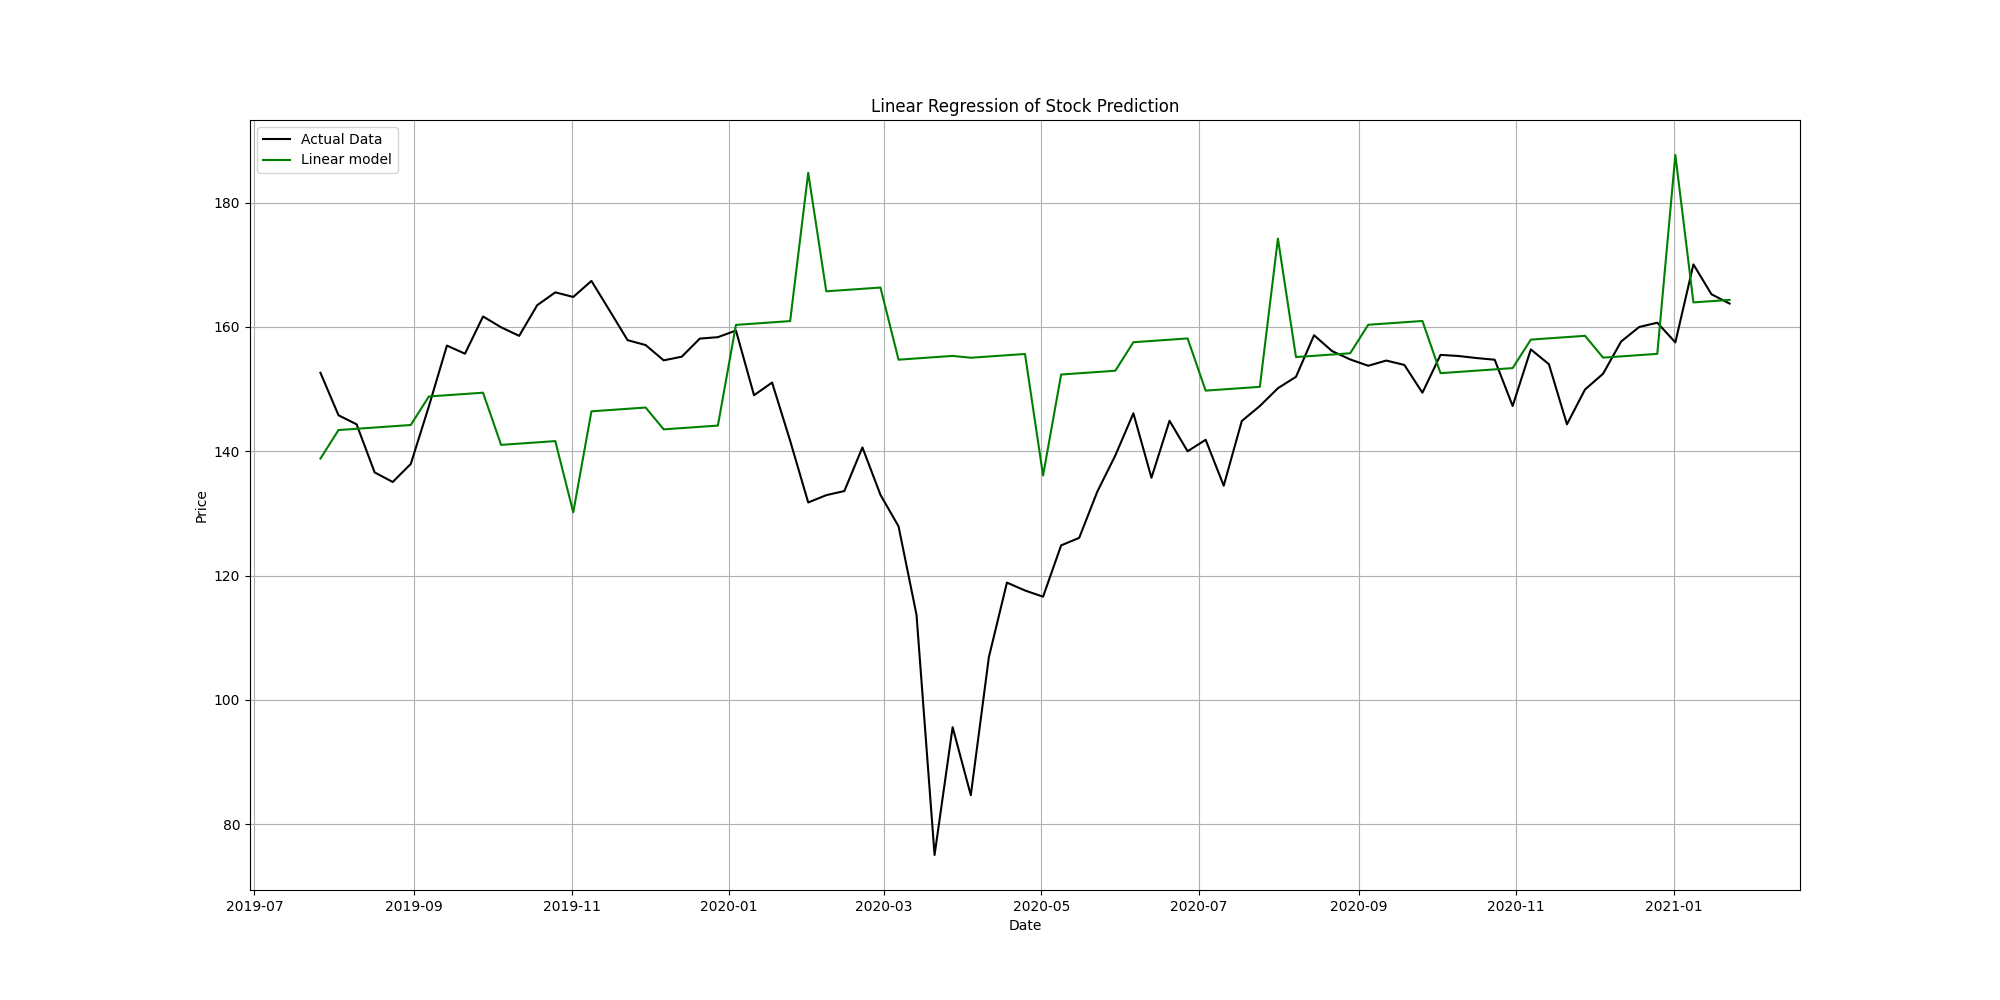 Linear Regression of Stock Prediction
Actual Data
Linear model
180
160
140
120
100
80
Price
2019-07 2019-09 2019-11 2020-01 2020-03 2020-05 2020-07 2020-09 2020-11 2021-01
Date